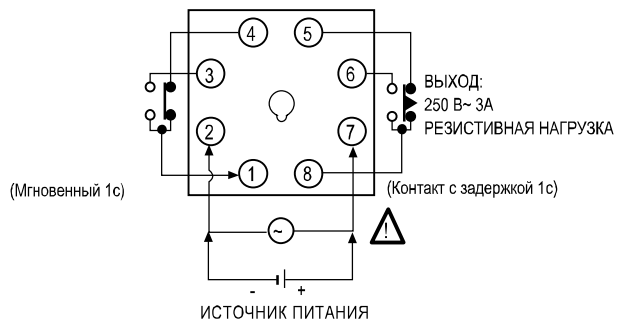 4
5
3
6
ВЫХОД:
250 В~ 3А
РЕЗИСТИВНАЯ НАГРУЗКА
2
7
1
8
(Мгновенный 1с)
(Контакт с задержкой 1с)
~
!
- +
ИСТОЧНИК ПИТАНИЯ